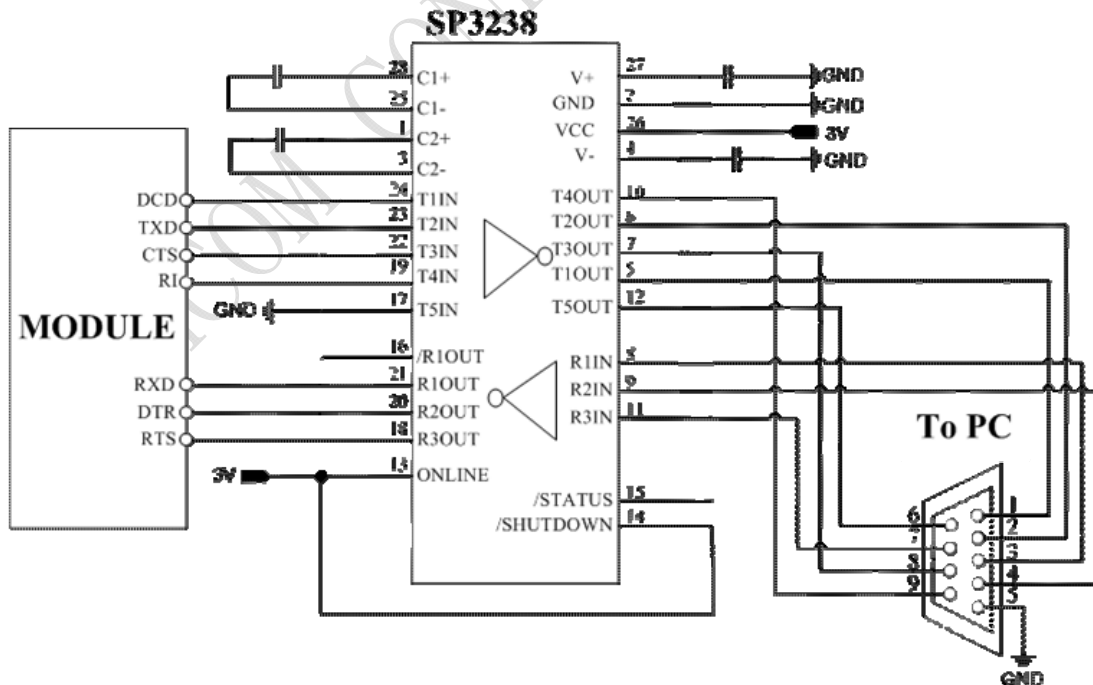 SP3238
28 C1+
25 C1-
1 C2+
3 C2-
24 T1IN
23 T2IN
22 T3IN
19 T4IN
GND 17 T5IN
16 /R1OUT
21 R1OUT
20 R2OUT
18 R3OUT
3V 13 ONLINE
MODULE
DCD
TXD
CTS
RI
RXD
DTR
RTS
V+ 27 GND
GND 2 GND
VCC 26 3V
V- 4 GND
T4OUT 10
T2OUT 6
T3OUT 7
T1OUT 5
T5OUT 12
R1IN 8
R2IN 9
R3IN 11
/STATUS 15
/SHUTDOWN 14
To PC
6
7
8
9
1
2
3
4
5
GND
COM